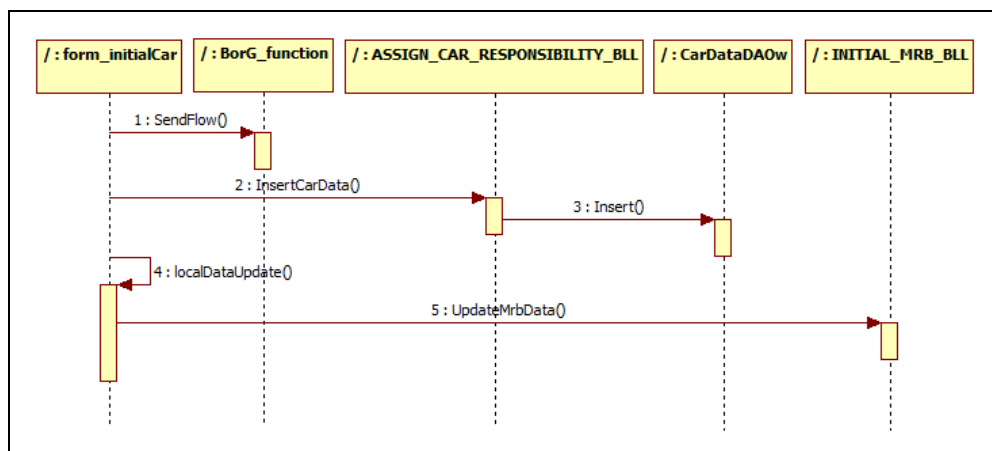 / : form_initialCar
/ : BorG_function
/ : ASSIGN_CAR_RESPONSIBILITY_BLL
/ : CarDataDAOw
/ : INITIAL_MRB_BLL
1 : SendFlow()
2 : InsertCarData()
3 : Insert()
4 : localDataUpdate()
5 : UpdateMrbData()